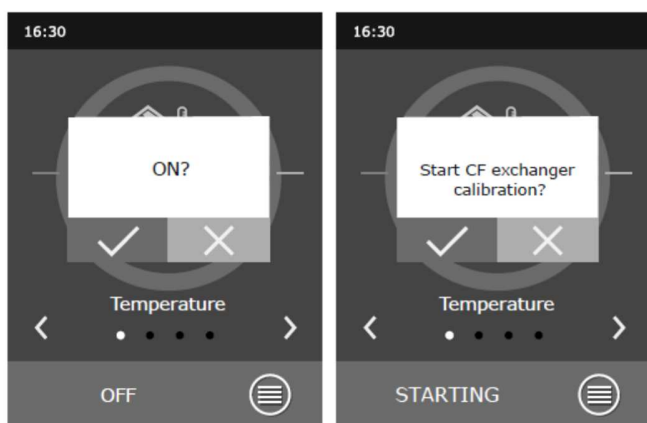 16:30
ON?
Temperature
OFF
16:30
Start CF exchanger
calibration?
Temperature
STARTING